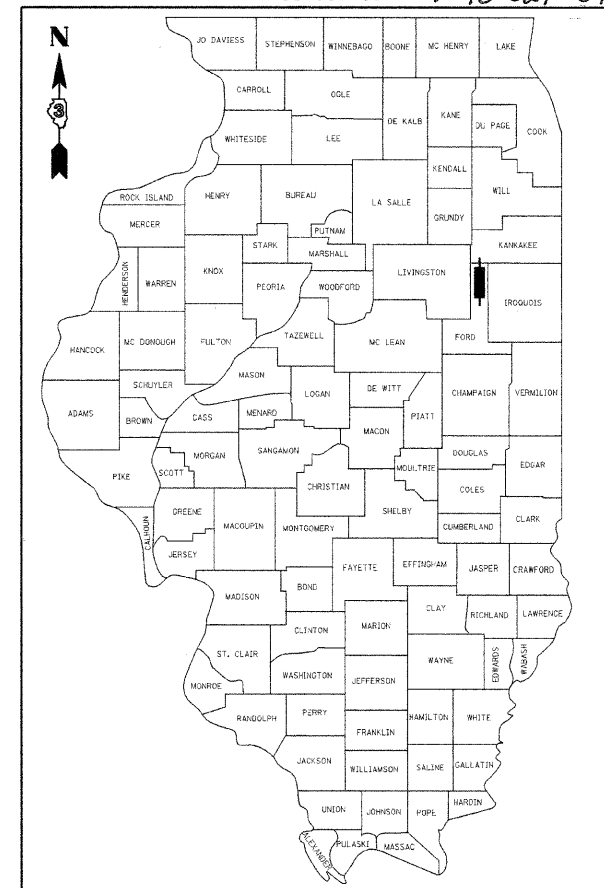 N
3
JO DAVIESS
STEPHENSON
WINNEBAGO
BOONE
MC HENRY
LAKE
CARROLL
OGLE
DE KALB
KANE
DU PAGE
COOK
WHITESIDE
LEE
KENDALL
WILL
ROCK ISLAND
HENRY
BUREAU
LA SALLE
GRUNDY
MERCER
PUTNAM
STARK
MARSHALL
KANKAKEE
HENDERSON
WARREN
KNOX
PEORIA
WOODFORD
LIVINGSTON
IROQUOIS
HANCOCK
MC DONOUGH
FULTON
TAZEWELL
MC LEAN
FORD
MASON
SCHUYLER
LOGAN
DE WITT
CHAMPAIGN
VERMILION
ADAMS
BROWN
CASS
MENARD
PIATT
MACON
MORGAN
SANGAMON
DOUGLAS
EDGAR
PIKE
SCOTT
CHRISTIAN
MOULTRIE
COLES
GREENE
MACOUPIN
MONTGOMERY
SHELBY
CUMBERLAND
CLARK
CALHOUN
JERSEY
FAYETTE
EFFINGHAM
JASPER
CRAWFORD
MADISON
BOND
CLAY
RICHLAND
LAWRENCE
ST. CLAIR
CLINTON
MARION
WAYNE
EDWARDS
WABASH
MONROE
WASHINGTON
JEFFERSON
RANDOLPH
PERRY
HAMILTON
WHITE
FRANKLIN
JACKSON
WILLIAMSON
SALINE
GALLATIN
UNION
JOHNSON
POPE
HARDIN
ALEXANDER
PULASKI
MASSAC